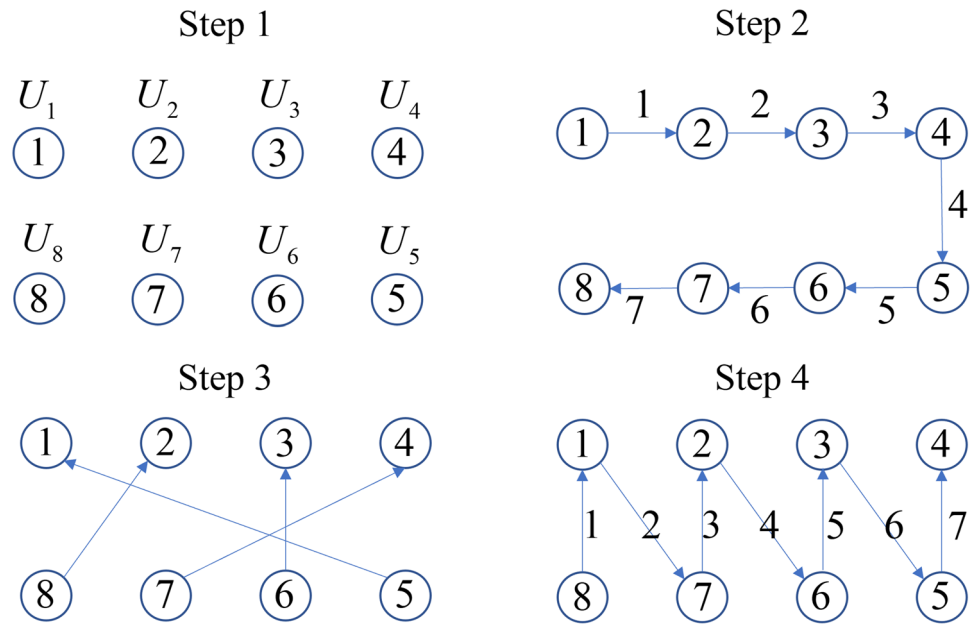 Step 1
U1 U2 U3 U4
1 2 3 4
U8 U7 U6 U5
8 7 6 5
Step 2
1 2 3
1 2 3 4
4
8 7 6 5
7 6 5
Step 3
1 2 3 4
8 7 6 5
Step 4
1 2 3 4
1 2 3 4 5 6 7
8 7 6 5